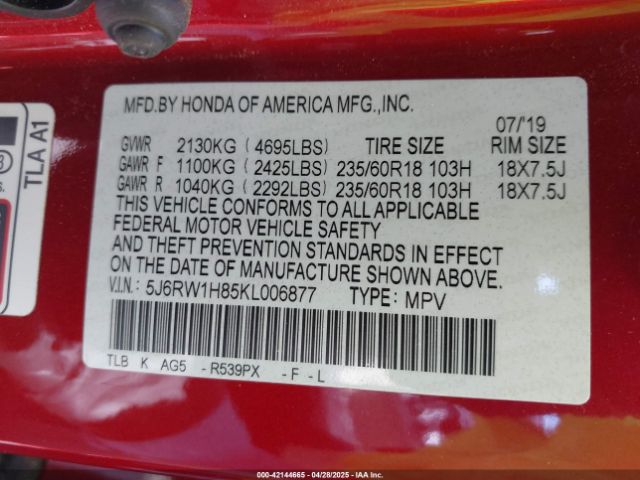 MFD.BY HONDA OF AMERICA MFG.,INC.
07/'19
GVWR 2130KG ( 4695LBS) TIRE SIZE RIM SIZE
GAWR F 1100KG ( 2425LBS) 235/60R18 103H 18X7.5J
GAWR R 1040KG ( 2292LBS) 235/60R18 103H 18X7.5J
THIS VEHICLE CONFORMS TO ALL APPLICABLE
FEDERAL MOTOR VEHICLE SAFETY
AND THEFT PREVENTION STANDARDS IN EFFECT
ON THE DATE OF MANUFACTURE SHOWN ABOVE.
V.I.N.: 5J6RW1H85KL006877 TYPE: MPV
TLB K AG5 - R539PX - F - L
TLA A1
000-42144665 - 04/28/2025 - IAA Inc.